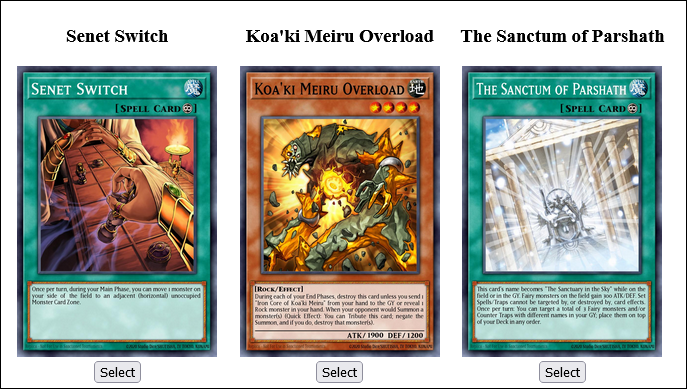 Senet Switch
Koa'ki Meiru Overload
The Sanctum of Parshath
SENET SWITCH
[SPELL CARD]
Once per turn, during your Main Phase, you can move 1 monster on
your side of the field to an adjacent (horizontal) unoccupied
Monster Card Zone.
KOA'KI MEIRU OVERLOAD
地
[ROCK/EFFECT]
During each of your End Phases, destroy this card unless you send 1
"Iron Core of Koa'ki Meiru" from your hand to the GY or reveal 1
Rock monster in your hand. When your opponent would Summon a
monster(s) (Quick Effect): You can Tribute this card; negate the
Summon, and if you do, destroy that monster(s).
ATK/1900 DEF/1200
THE SANCTUM OF PARSHATH
[SPELL CARD]
This card's name becomes "The Sanctuary in the Sky" while on the
field or in the GY. Fairy monsters on the field gain 100 ATK/DEF. Set
Spells/Traps cannot be targeted by, or destroyed by, card effects.
Once per turn: You can target a total of 3 Fairy monsters and/or
Counter Traps with different names in your GY; place them on
top of your Deck in any order.
Select
Select
Select